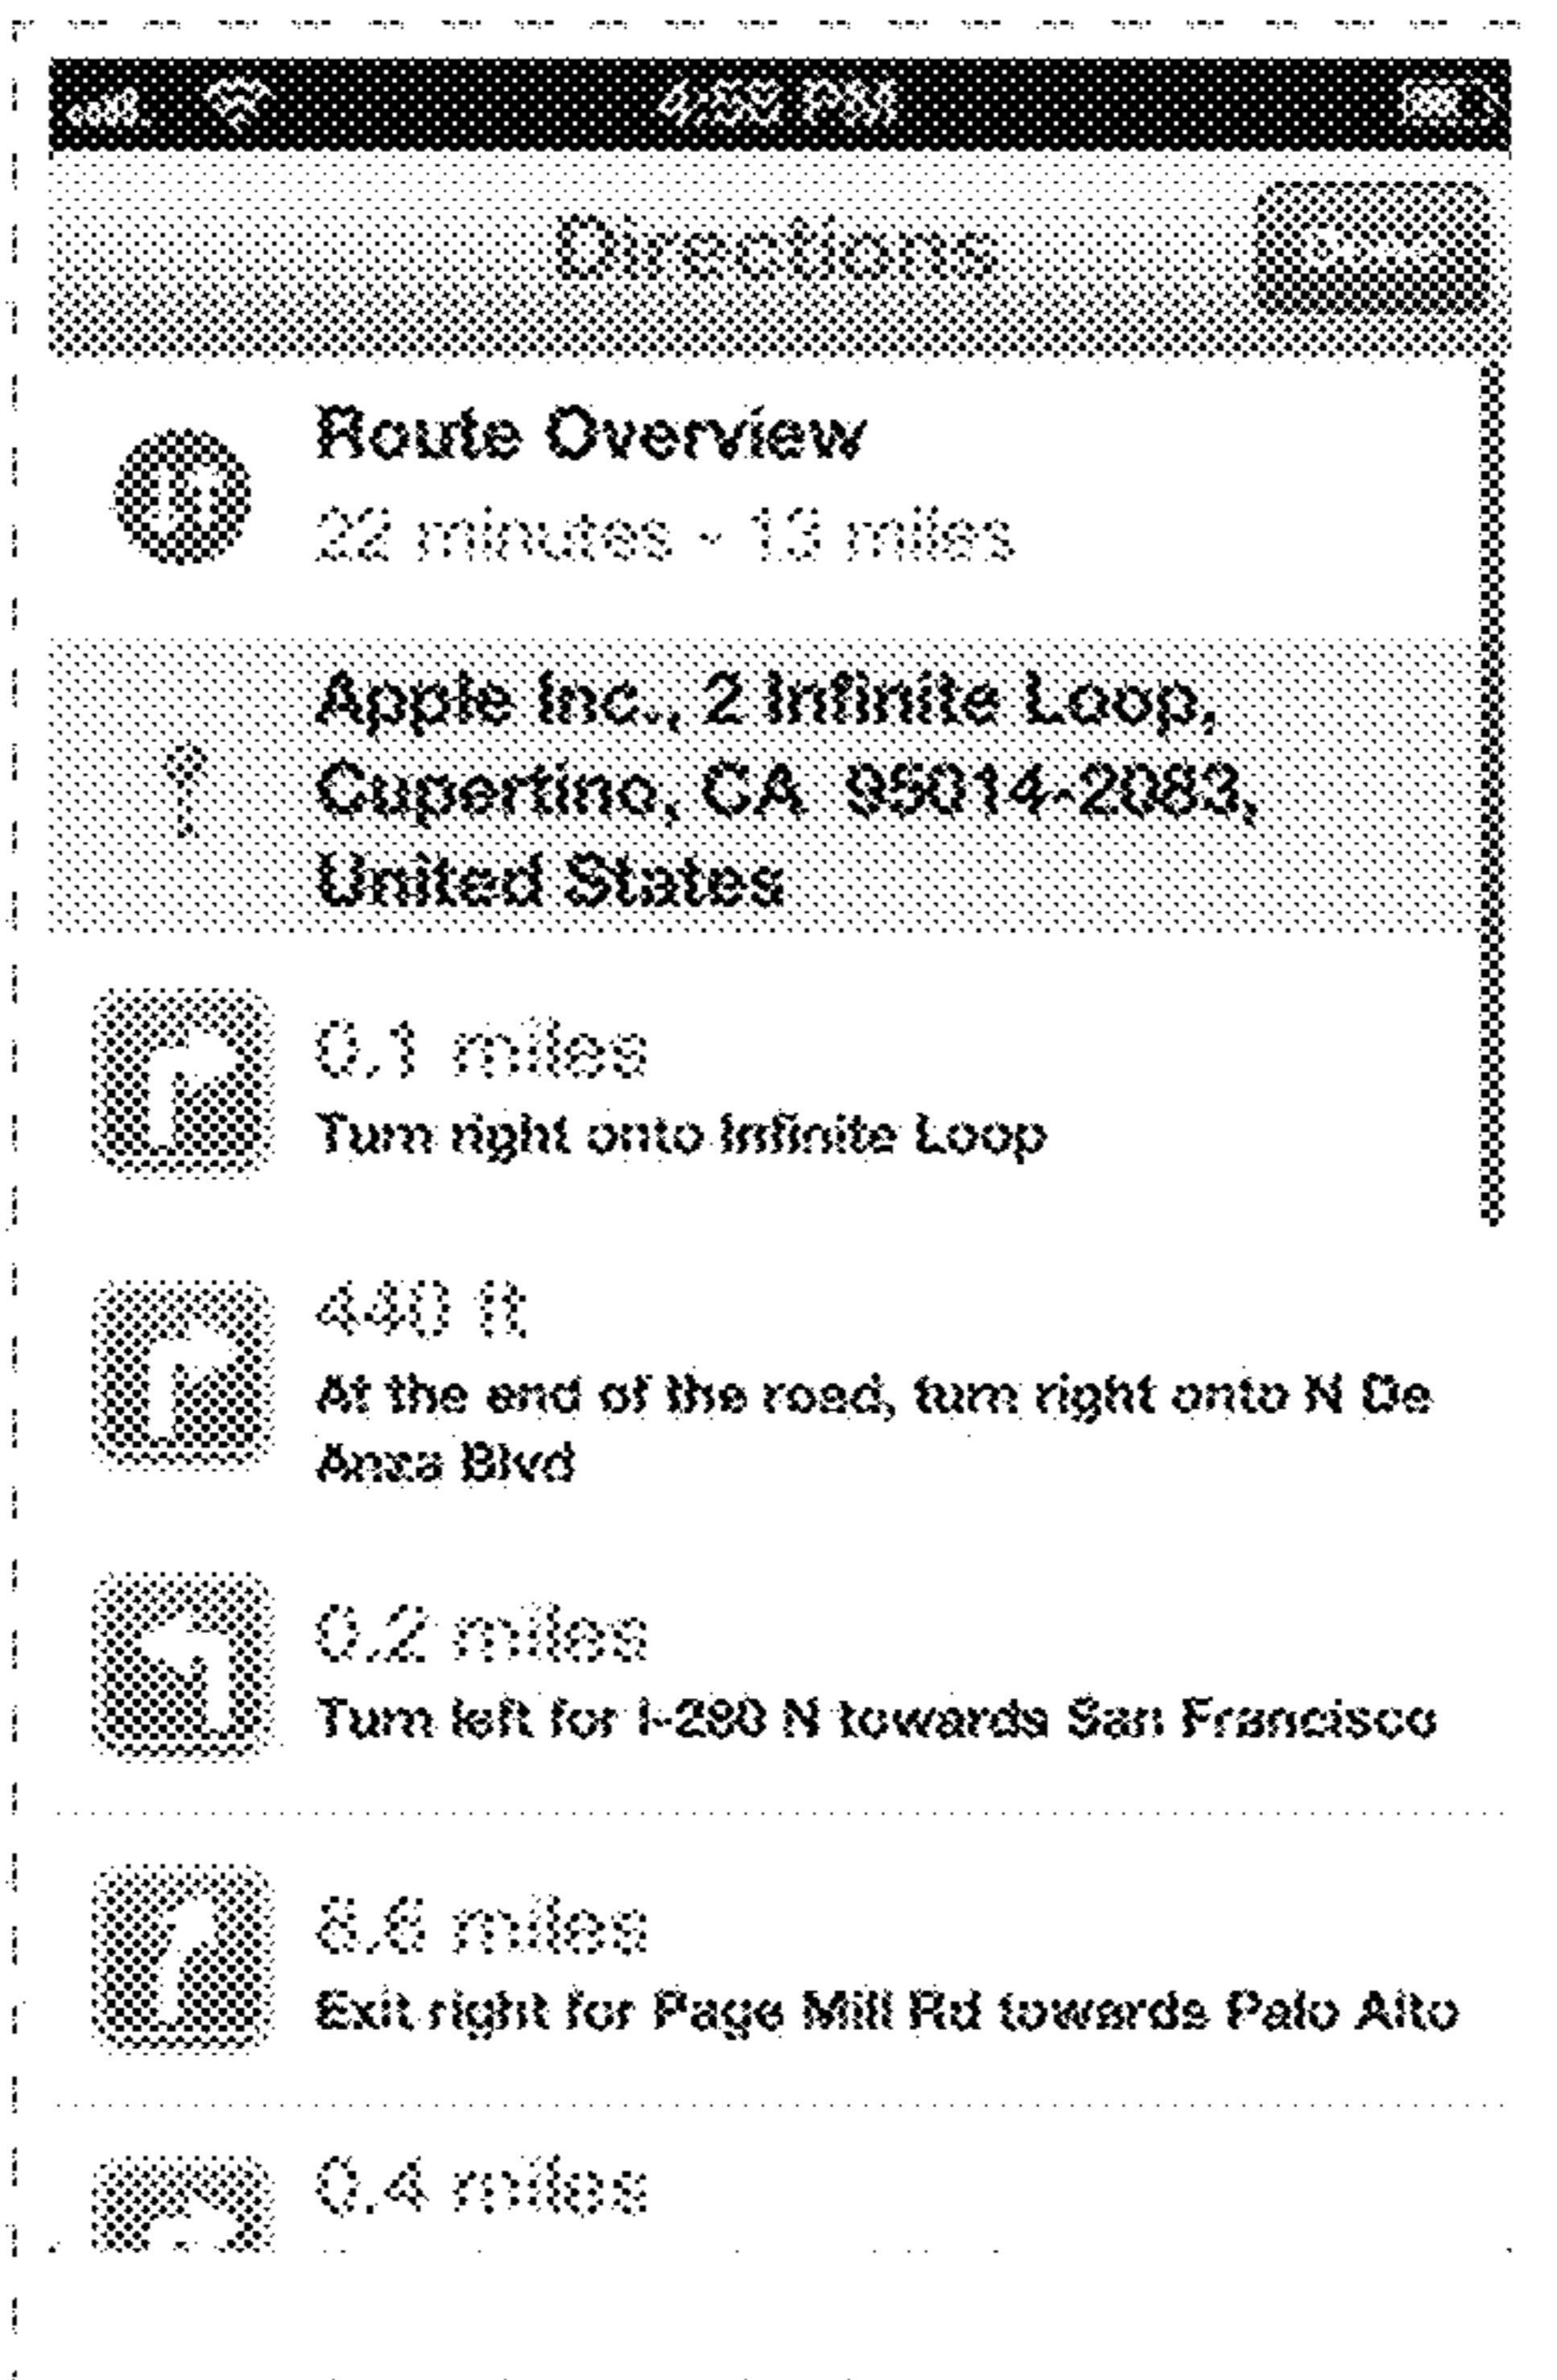 PM
Directions
Route Overview
22 minutes - 13 miles
Apple Inc., 2 Infinite Loop,
Cupertino, CA 95014-2083,
United States
0.1 miles
Turn right onto Infinite Loop
440 ft
At the end of the road, turn right onto N De
Anza Blvd
0.2 miles
Turn left for I-280 N towards San Francisco
8.6 miles
Exit right for Page Mill Rd towards Palo Alto
0.4 miles